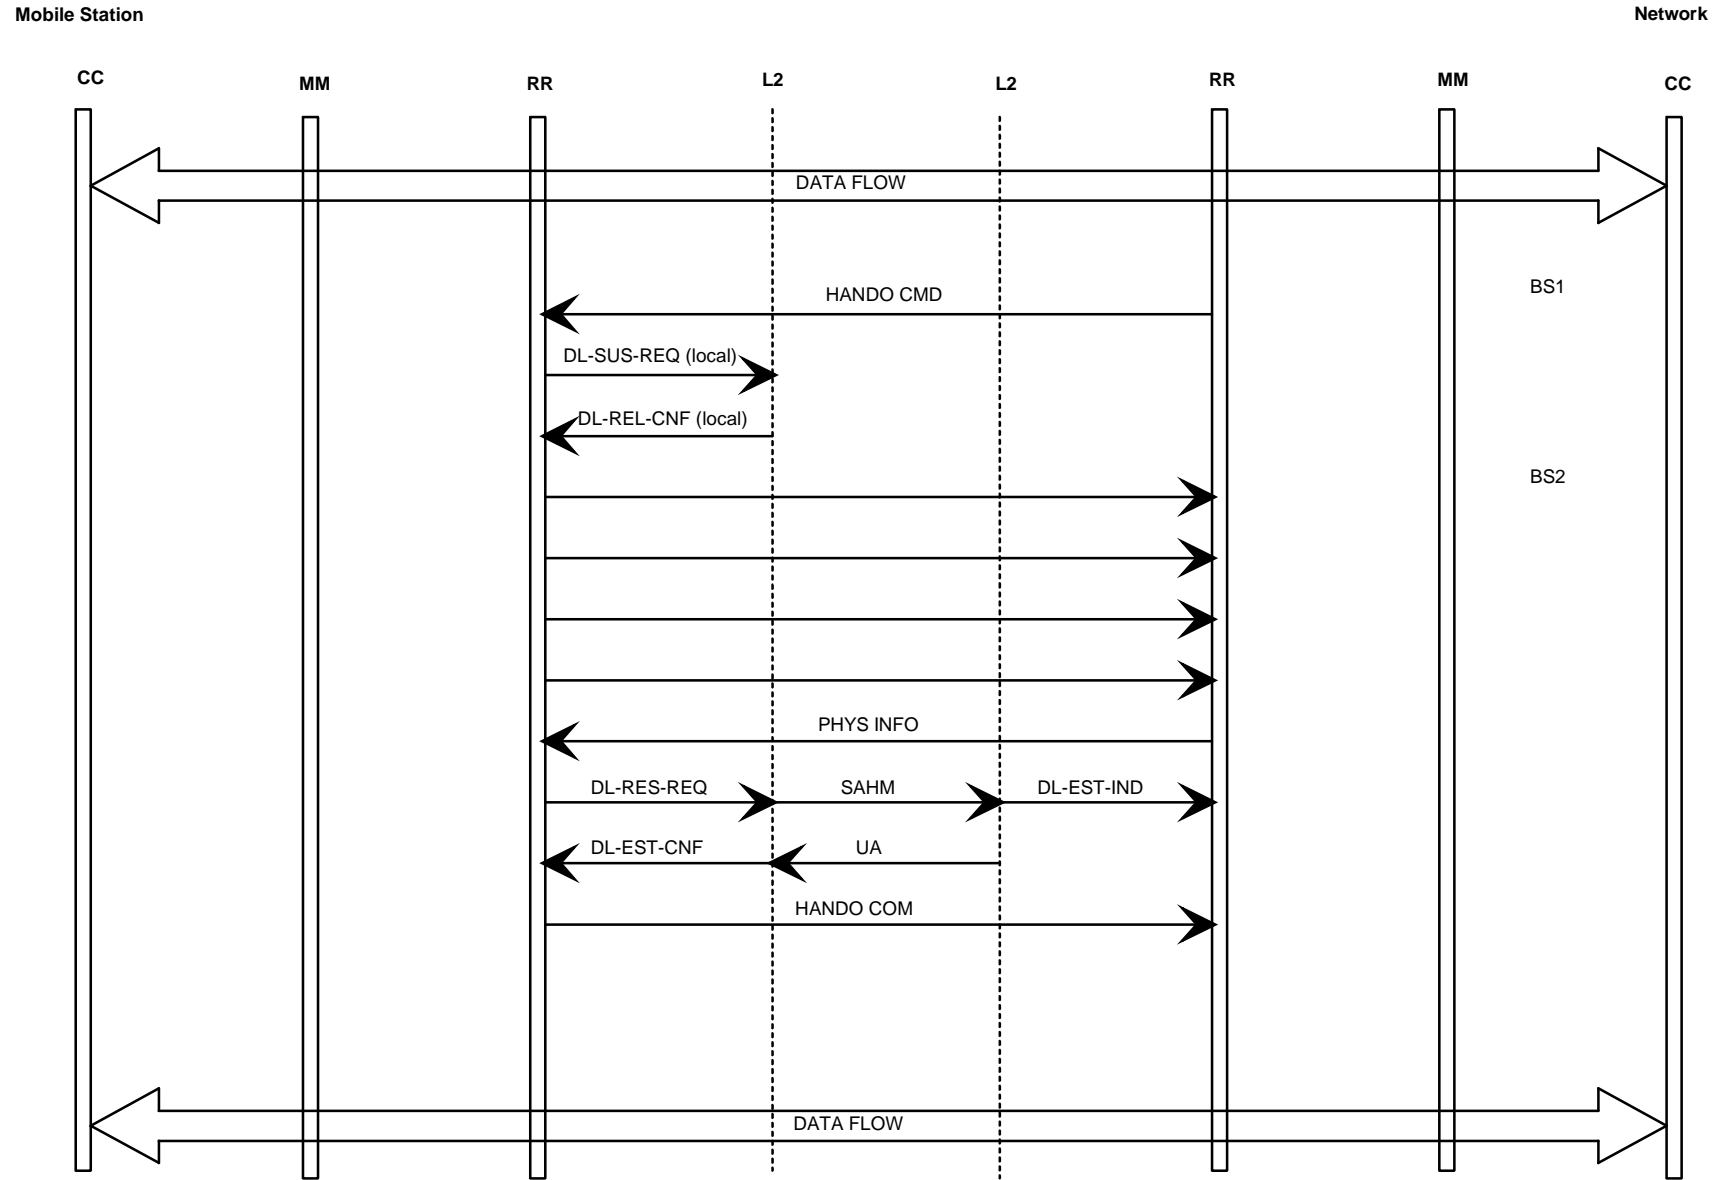 Mobile Station Network
CC MM RR L2 L2 RR MM CC
DATA FLOW
BS1
HANDO CMD
DL-SUS-REQ (local)
DL-REL-CNF (local)
BS2
PHYS INFO
DL-RES-REQ SAHM DL-EST-IND
DL-EST-CNF UA
HANDO COM
DATA FLOW